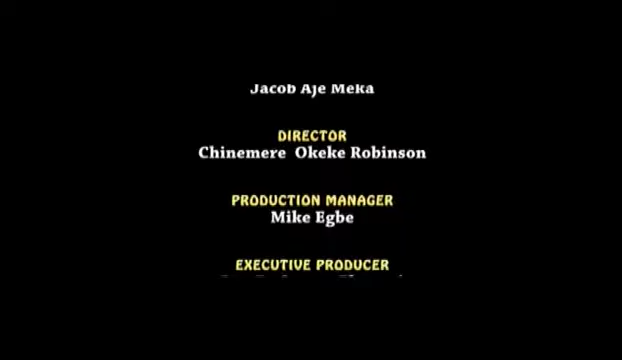 Jacob Aje Meka
DIRECTOR
Chinemere Okeke Robinson
PRODUCTION MANAGER
Mike Egbe
EXECUTIVE PRODUCER